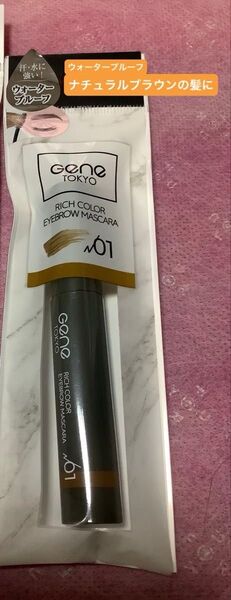 汗・水に
強い!
ウォーター
プルーフ
ウォータープルーフ
ナチュラルブラウンの髪に
Gene
TOKYO
RICH COLOR
EYEBROW MASCARA
N°01
Gene
TOKYO
RICH COLOR
EYEBROW MASCARA
N°01